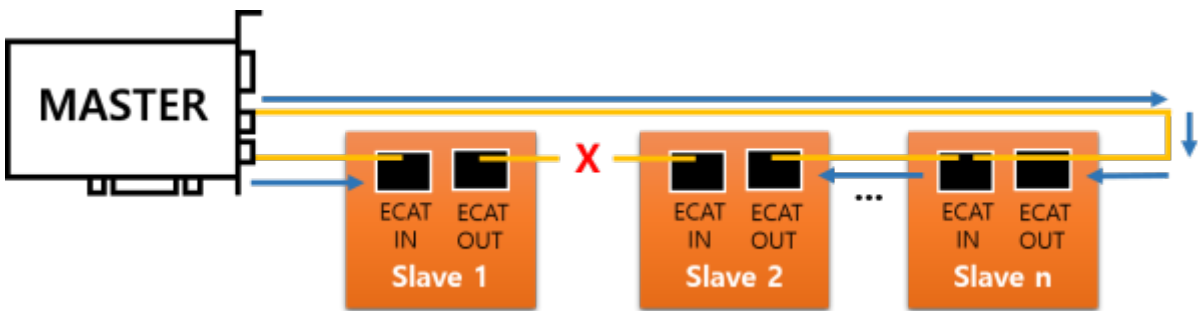 MASTER
X
...
ECAT IN
ECAT OUT
Slave 1
ECAT IN
ECAT OUT
Slave 2
ECAT IN
ECAT OUT
Slave n